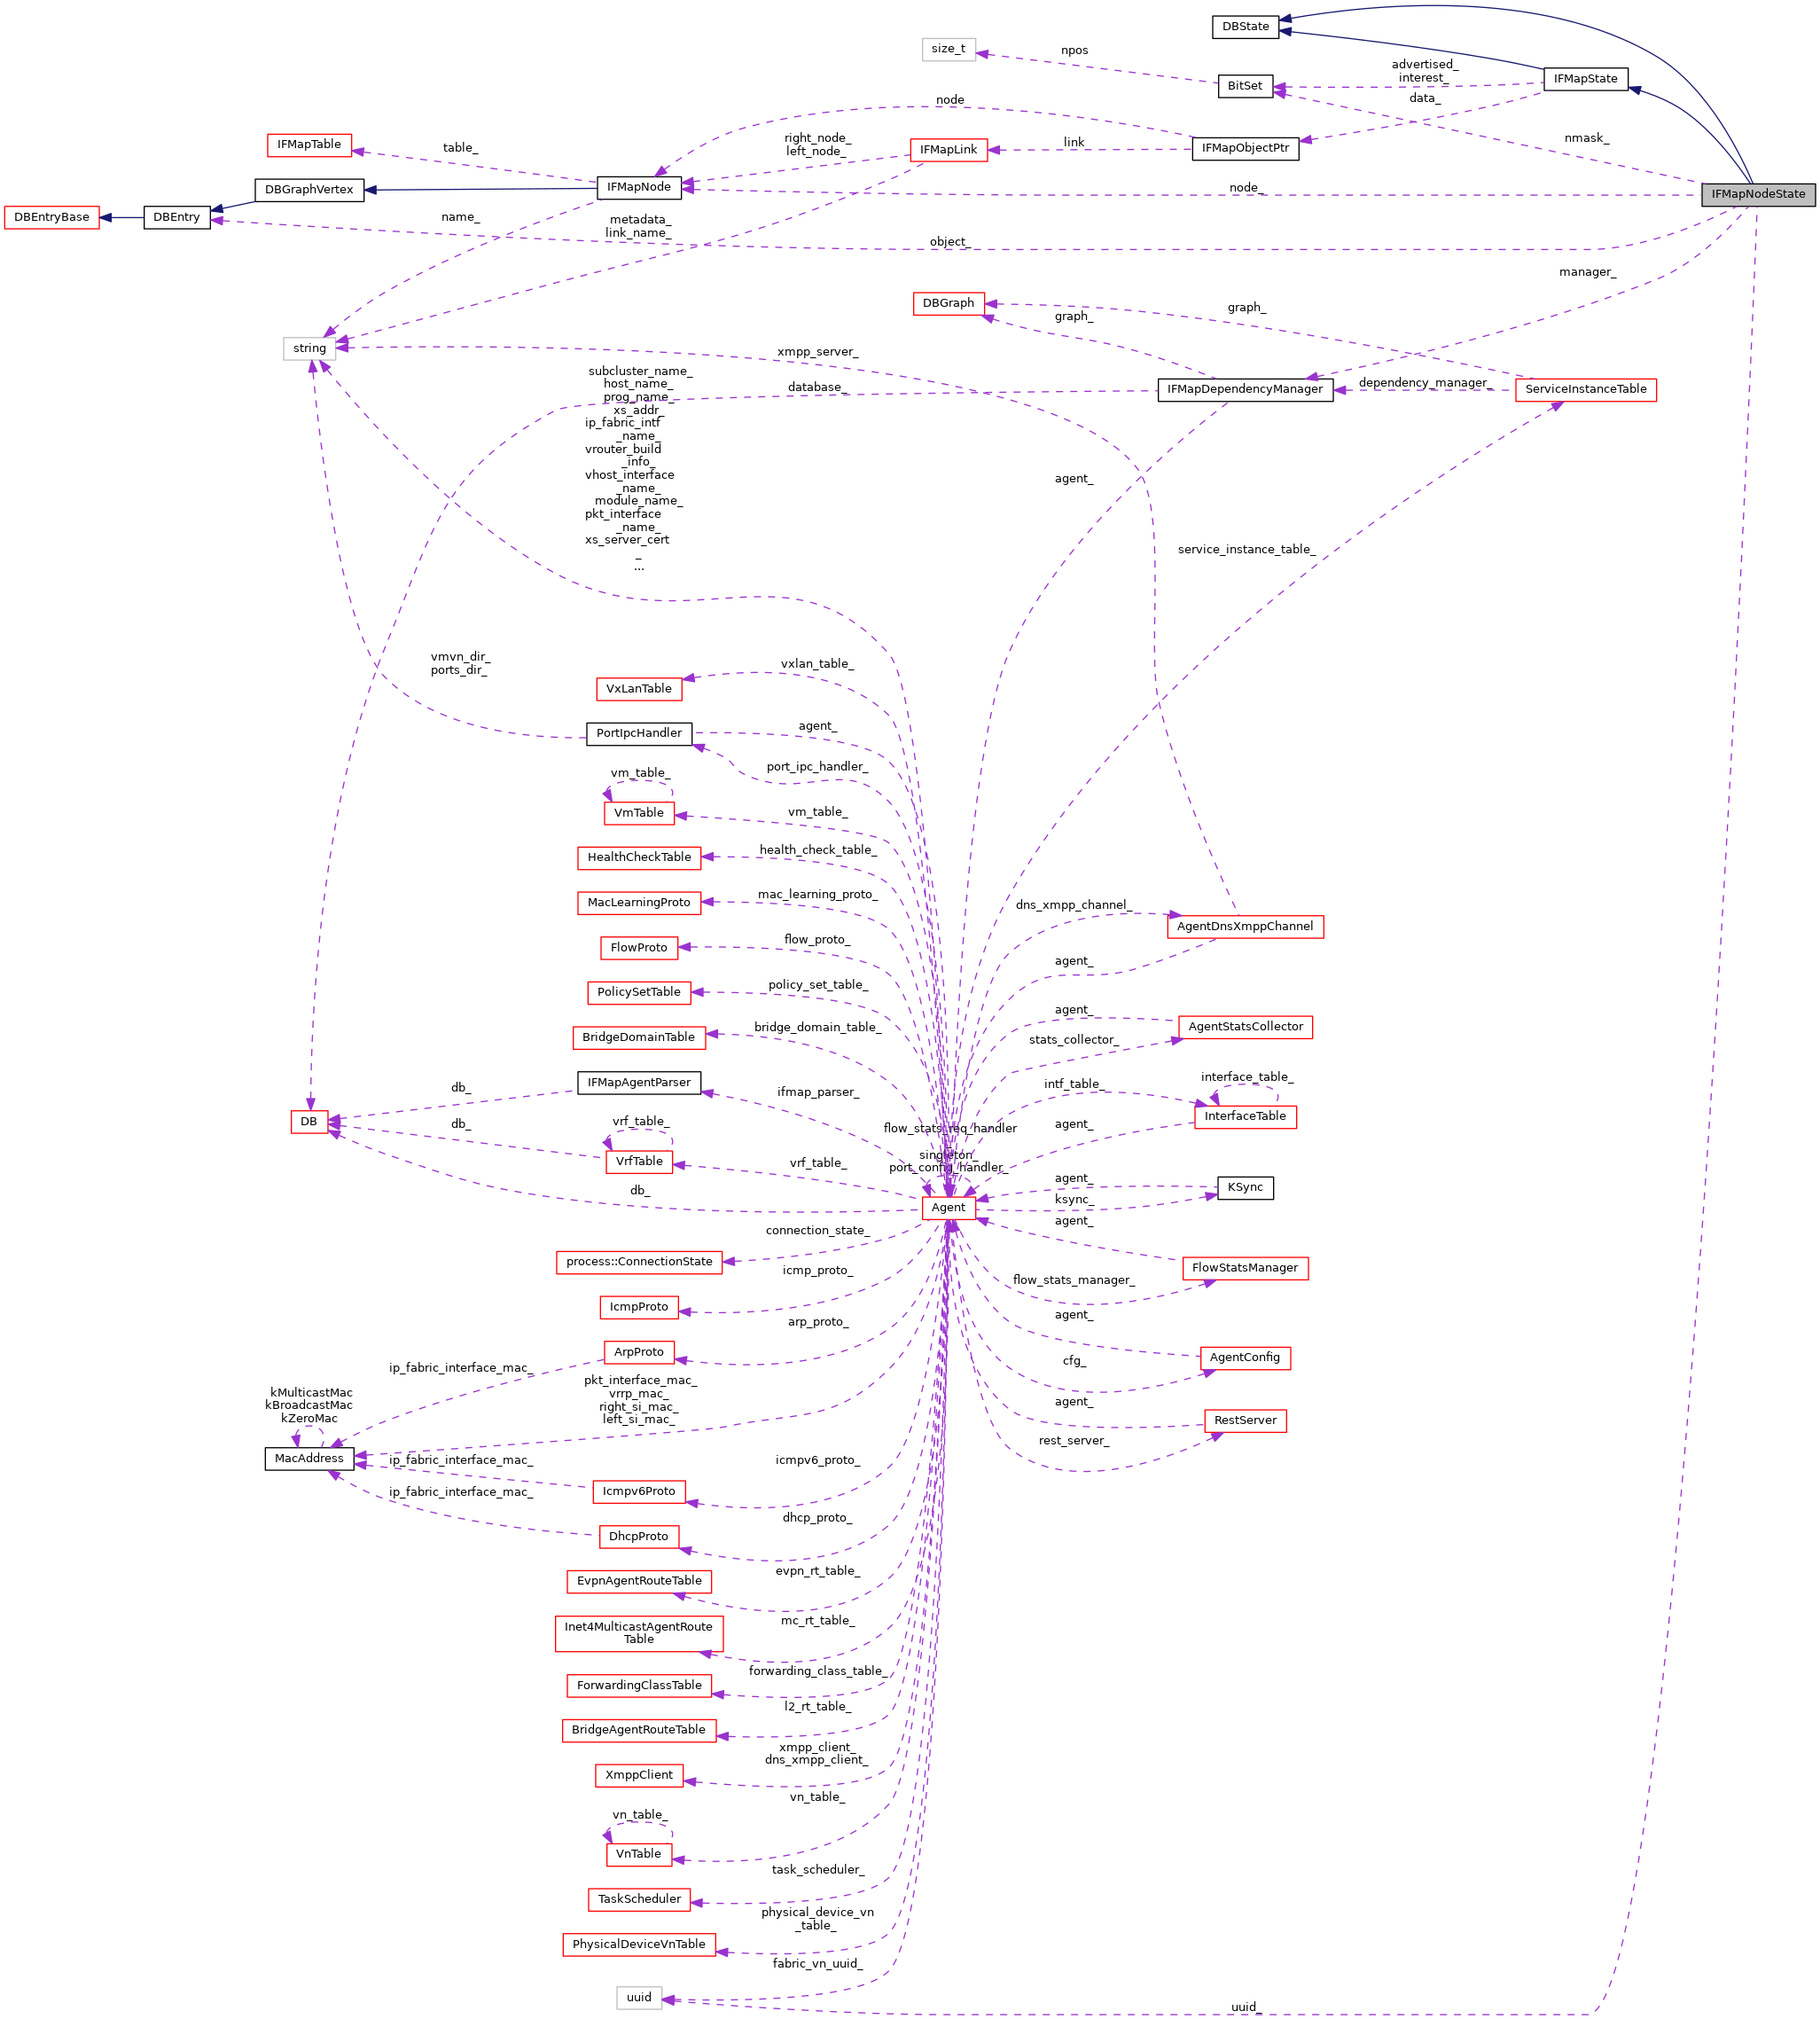 DBState
size_t
npos
advertised_
interest_
BitSet
IFMapState
data_
node
nmask_
right_node_
left_node_
IFMapLink
link
IFMapObjectPtr
IFMapTable
table_
DBGraphVertex
IFMapNode
node_
IFMapNodeState
DBEntryBase
DBEntry
name_
metadata_
link_name_
object_
manager_
DBGraph
graph_
graph_
string
xmpp_server_
subcluster_name_
host_name_
prog_name_
xs_addr_
ip_fabric_intf
_name_
vrouter_build
_info_
vhost_interface
_name_
module_name_
pkt_interface
_name_
xs_server_cert
_
...
database_
IFMapDependencyManager
dependency_manager_
ServiceInstanceTable
agent_
service_instance_table_
vmvn_dir_
ports_dir_
vxlan_table_
VxLanTable
PortIpcHandler
agent_
port_ipc_handler_
vm_table_
VmTable
vm_table_
HealthCheckTable
health_check_table_
MacLearningProto
mac_learning_proto_
dns_xmpp_channel_
AgentDnsXmppChannel
FlowProto
flow_proto_
agent_
PolicySetTable
policy_set_table_
agent_
AgentStatsCollector
BridgeDomainTable
bridge_domain_table_
stats_collector_
IFMapAgentParser
db_
ifmap_parser_
intf_table_
interface_table_
InterfaceTable
DB
db_
vrf_table_
VrfTable
vrf_table_
flow_stats_req_handler
_
singleton_
port_config_handler_
agent_
db_
Agent
agent_
ksync_
KSync
process::ConnectionState
connection_state_
agent_
FlowStatsManager
flow_stats_manager_
IcmpProto
icmp_proto_
agent_
ArpProto
arp_proto_
AgentConfig
cfg_
ip_fabric_interface_mac_
kMulticastMac
kBroadcastMac
kZeroMac
pkt_interface_mac_
vrrp_mac_
right_si_mac_
left_si_mac_
agent_
RestServer
rest_server_
MacAddress
ip_fabric_interface_mac_
icmpv6_proto_
Icmpv6Proto
ip_fabric_interface_mac_
dhcp_proto_
DhcpProto
EvpnAgentRouteTable
evpn_rt_table_
Inet4MulticastAgentRoute
Table
mc_rt_table_
ForwardingClassTable
forwarding_class_table_
BridgeAgentRouteTable
l2_rt_table_
XmppClient
xmpp_client_
dns_xmpp_client_
vn_table_
vn_table_
VnTable
TaskScheduler
task_scheduler_
PhysicalDeviceVnTable
physical_device_vn
_table_
fabric_vn_uuid_
uuid
uuid_